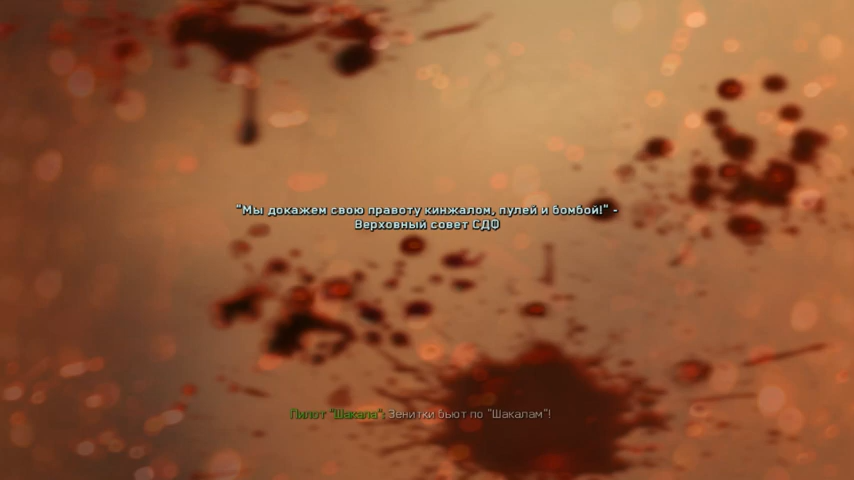 "Мы докажем свою правоту кинжалом, пулей и бомбой!" -
Верховный совет СДФ
Пилот "Шакала": Зенитки бьют по "Шакалам"!